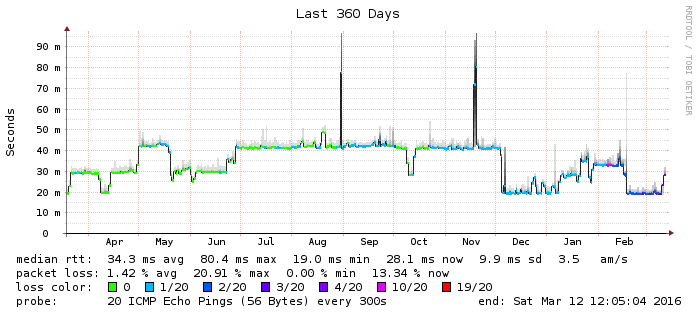 Last 360 Days
RRDTOOL / TOBI OETIKER
Seconds
90 m
80 m
70 m
60 m
50 m
40 m
30 m
20 m
10 m
0
Apr May Jun Jul Aug Sep Oct Nov Dec Jan Feb
median rtt: 34.3 ms avg 80.4 ms max 19.0 ms min 28.1 ms now 9.9 ms sd 3.5 am/s
packet loss: 1.42 % avg 20.91 % max 0.00 % min 13.34 % now
loss color: 0 1/20 2/20 3/20 4/20 10/20 19/20
probe: 20 ICMP Echo Pings (56 Bytes) every 300s end: Sat Mar 12 12:05:04 2016